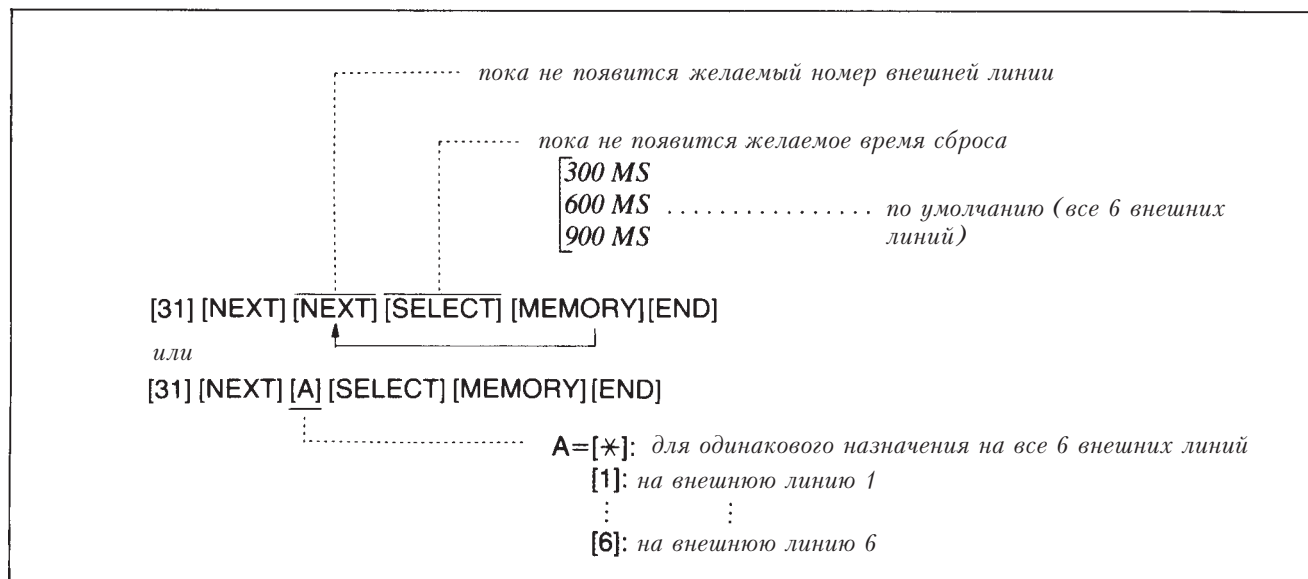 пока не появится желаемый номер внешней линии
пока не появится желаемое время сброса
300 MS
600 MS ................ по умолчанию (все 6 внешних
900 MS линий)
[31] [NEXT] [NEXT] [SELECT] [MEMORY] [END]
или
[31] [NEXT] [A] [SELECT] [MEMORY] [END]
A=[*]: для одинакового назначения на все 6 внешних линий
[1]: на внешнюю линию 1
⋮ ⋮
[6]: на внешнюю линию 6